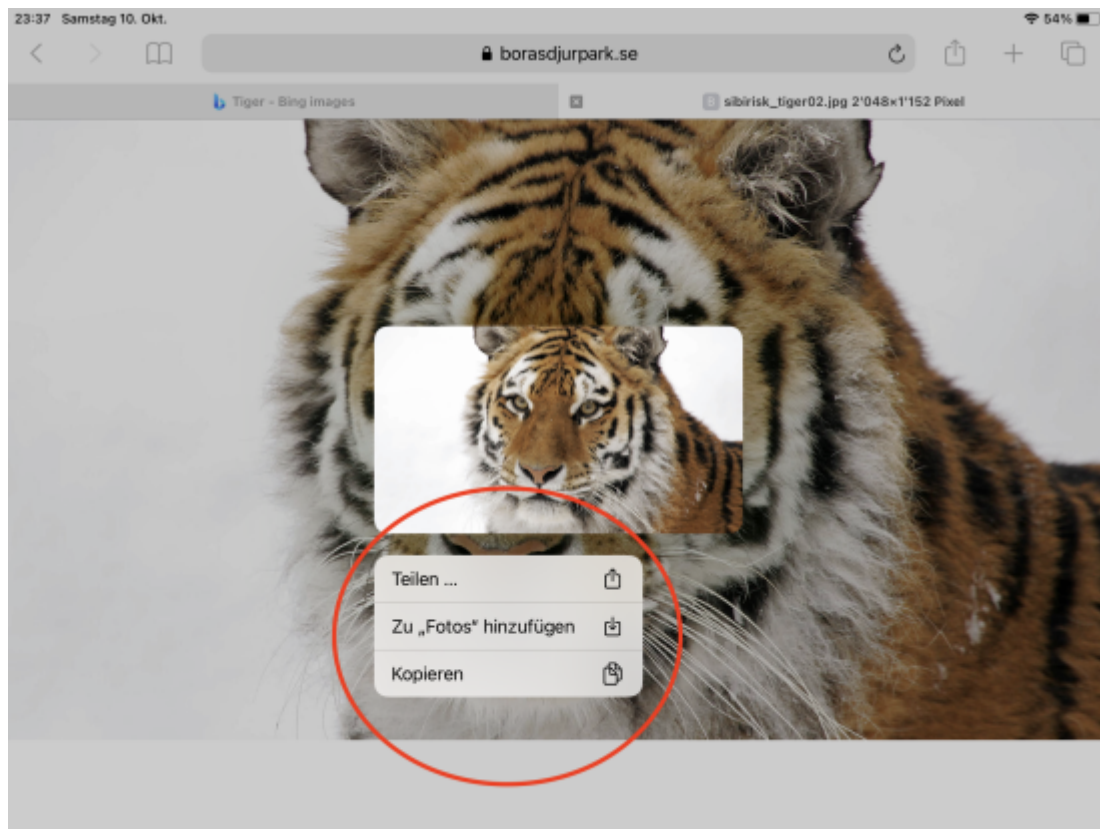 23:37 Samstag 10. Okt.
54%
borasdjurpark.se
Tiger – Bing images
sibirisk_tiger02.jpg 2'048×1'152 Pixel
Teilen ...
Zu „Fotos“ hinzufügen
Kopieren